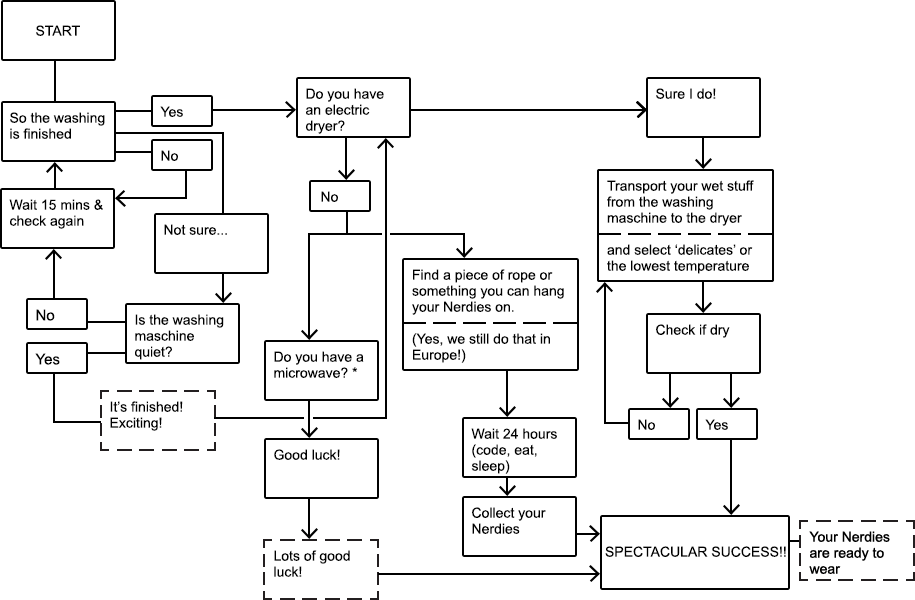 START
So the washing
is finished
Yes
No
Wait 15 mins &
check again
Not sure...
No
Yes
Is the washing
maschine
quiet?
It's finished!
Exciting!
Do you have
an electric
dryer?
No
Do you have a
microwave? *
Good luck!
Lots of good
luck!
Find a piece of rope or
something you can hang
your Nerdies on.
(Yes, we still do that in
Europe!)
Wait 24 hours
(code, eat,
sleep)
Collect your
Nerdies
Sure I do!
Transport your wet stuff
from the washing
maschine to the dryer
and select ‘delicates’ or
the lowest temperature
Check if dry
No
Yes
SPECTACULAR SUCCESS!!
Your Nerdies
are ready to
wear